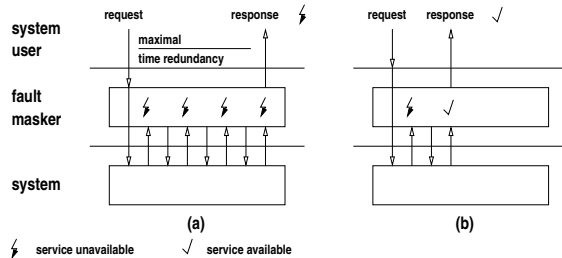 request response request response
system user
maximal
time redundancy
fault masker
system
(a) (b)
service unavailable service available